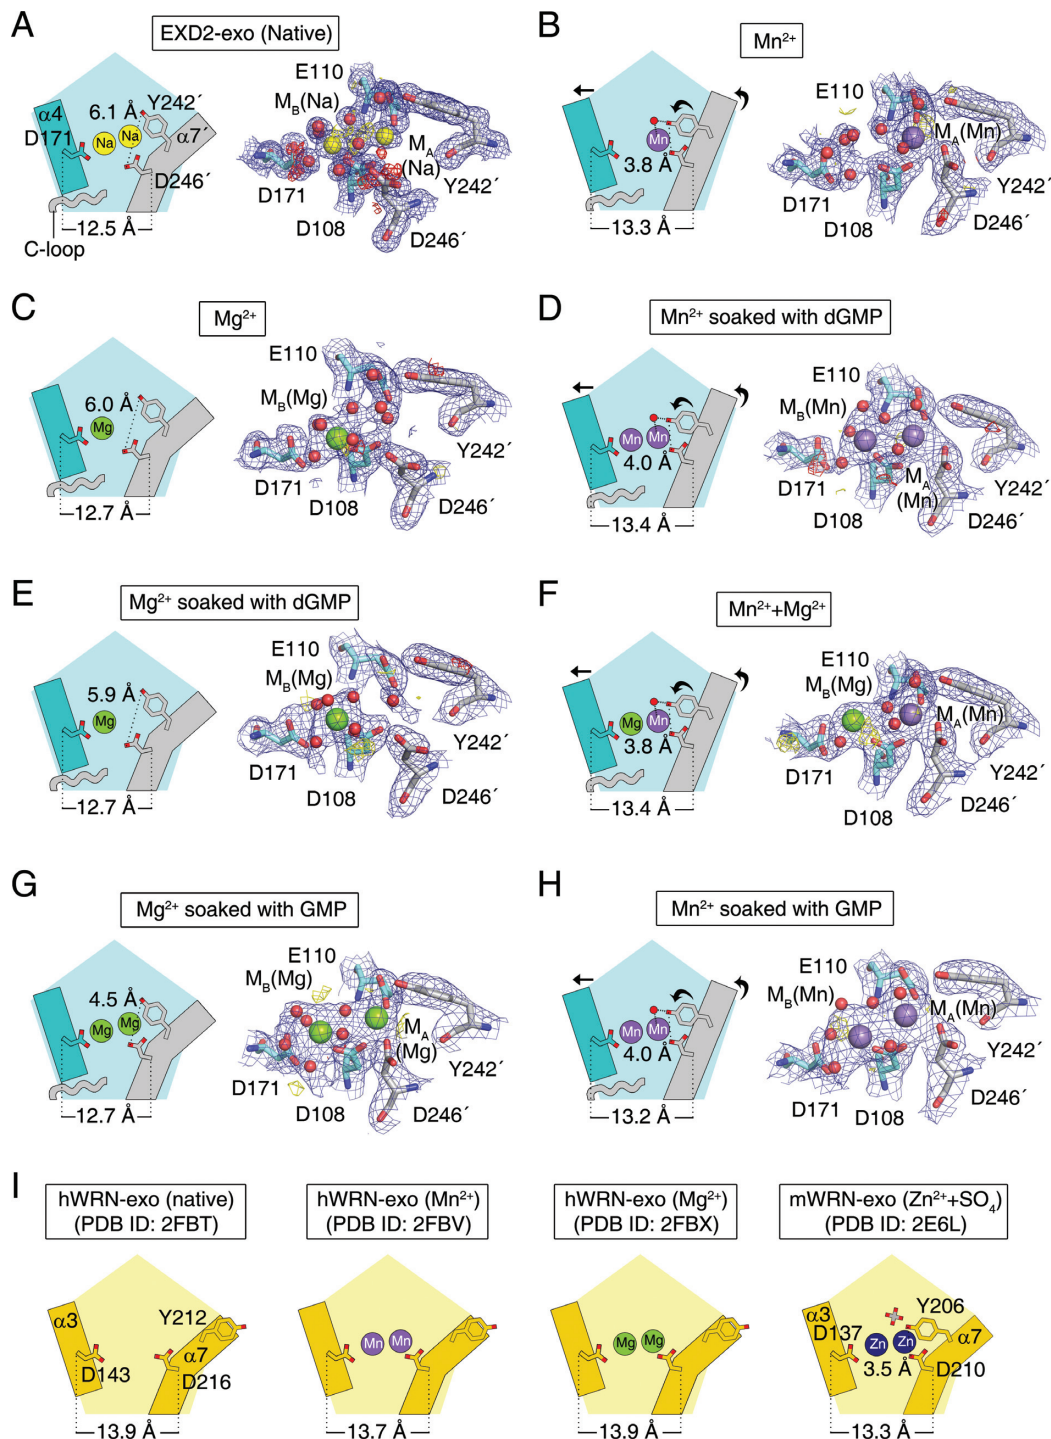 A
EXD2-exo (Native)
α4
D171
6.1 Å
Y242´
Na
Na
α7´
D246´
12.5 Å
C-loop
E110
M_B(Na)
M_A
(Na)
D171
Y242´
D108
D246´
B
Mn²⁺
Mn
3.8 Å
13.3 Å
E110
M_A(Mn)
D171
Y242´
D108
D246´
C
Mg²⁺
6.0 Å
Mg
12.7 Å
E110
M_B(Mg)
Y242´
D171
D108
D246´
D
Mn²⁺ soaked with dGMP
Mn
Mn
4.0 Å
13.4 Å
E110
M_B(Mn)
D171
M_A
(Mn)
Y242´
D108
D246´
E
Mg²⁺ soaked with dGMP
5.9 Å
Mg
12.7 Å
E110
M_B(Mg)
Y242´
D171
D108
D246´
F
Mn²⁺+Mg²⁺
Mg
Mn
3.8 Å
13.4 Å
E110
M_B(Mg)
M_A(Mn)
D171
Y242´
D108
D246´
G
Mg²⁺ soaked with GMP
4.5 Å
Mg
Mg
12.7 Å
E110
M_B(Mg)
M_A
(Mg)
Y242´
D171
D108
D246´
H
Mn²⁺ soaked with GMP
Mn
Mn
4.0 Å
13.2 Å
E110
M_B(Mn)
M_A(Mn)
D171
Y242´
D108
D246´
I
hWRN-exo (native)
(PDB ID: 2FBT)
α3
Y212
D143
α7
D216
13.9 Å
hWRN-exo (Mn²⁺)
(PDB ID: 2FBV)
Mn
Mn
13.7 Å
hWRN-exo (Mg²⁺)
(PDB ID: 2FBX)
Mg
Mg
13.9 Å
mWRN-exo (Zn²⁺+SO₄)
(PDB ID: 2E6L)
α3
Y206
D137
α7
Zn
Zn
3.5 Å
D210
13.3 Å